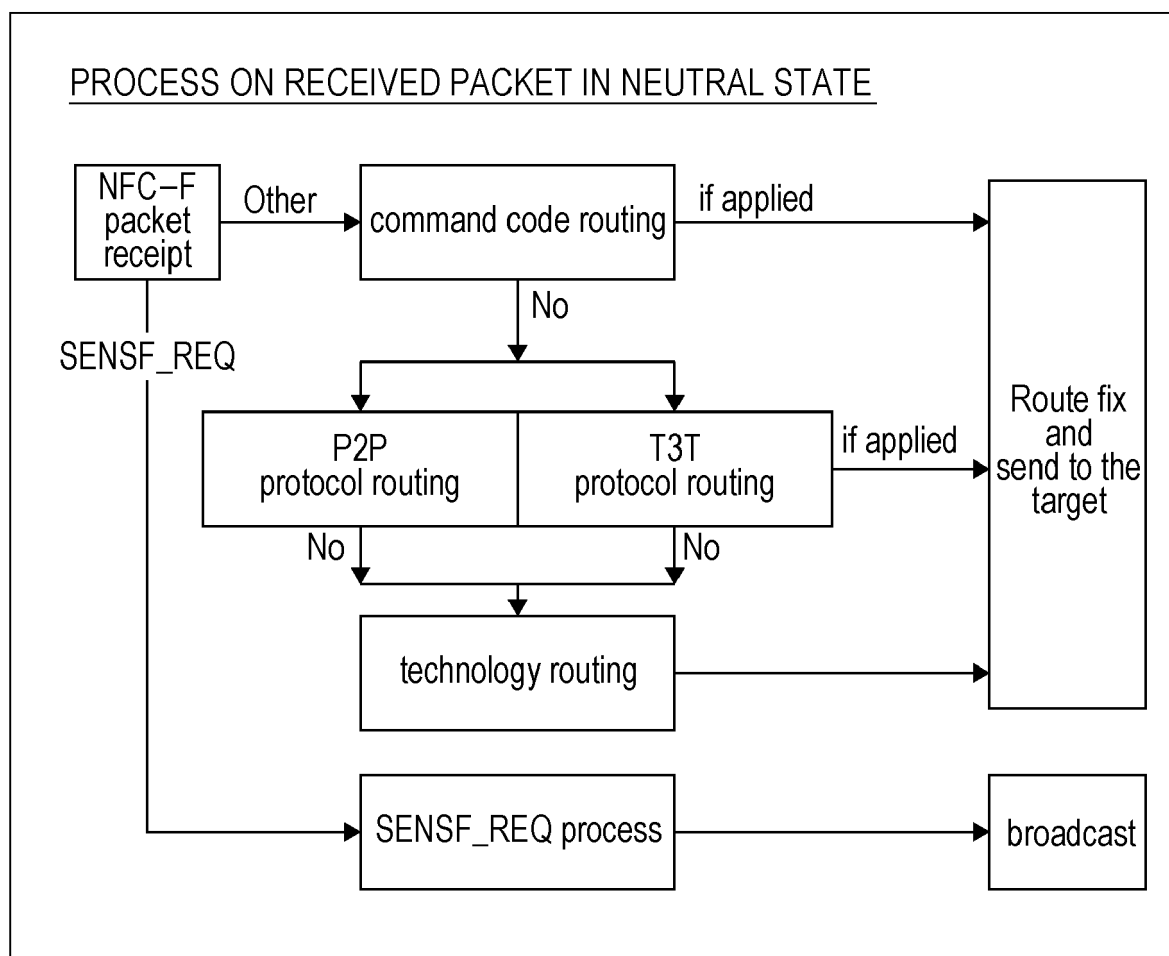 PROCESS ON RECEIVED PACKET IN NEUTRAL STATE
NFC–F
packet
receipt
Other
command code routing
if applied
No
SENSF_REQ
P2P
protocol routing
T3T
protocol routing
if applied
Route fix
and
send to the
target
No
No
technology routing
SENSF_REQ process
broadcast